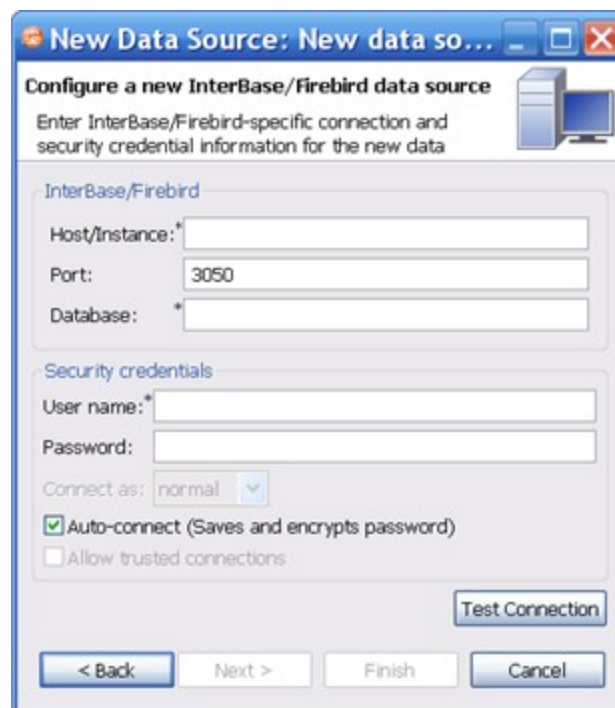 New Data Source: New data so...
Configure a new InterBase/Firebird data source
Enter InterBase/Firebird-specific connection and
security credential information for the new data
InterBase/Firebird
Host/Instance:*
Port: 3050
Database: *
Security credentials
User name:*
Password:
Connect as: normal
Auto-connect (Saves and encrypts password)
Allow trusted connections
Test Connection
< Back Next > Finish Cancel